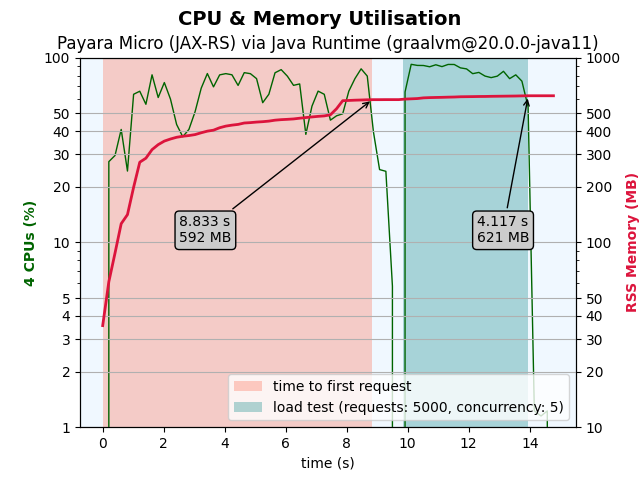 CPU & Memory Utilisation
Payara Micro (JAX-RS) via Java Runtime (graalvm@20.0.0-java11)
100
50
40
30
20
10
5
4
3
2
1
4 CPUs (%)
8.833 s
592 MB
4.117 s
621 MB
1000
500
400
300
200
100
50
40
30
20
10
RSS Memory (MB)
time to first request
load test (requests: 5000, concurrency: 5)
0 2 4 6 8 10 12 14
time (s)